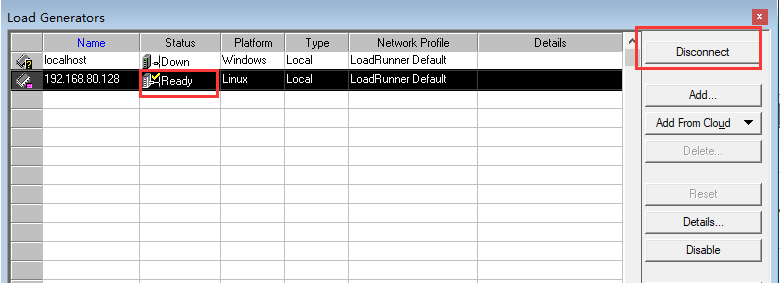 Load Generators
Name Status Platform Type Network Profile Details
localhost Down Windows Local LoadRunner Default
192.168.80.128 Ready Linux Local LoadRunner Default
Disconnect
Add...
Add From Cloud
Delete...
Reset
Details...
Disable